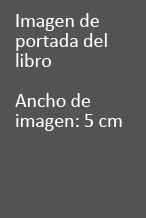 Imagen de
portada del
libro
Ancho de
imagen: 5 cm